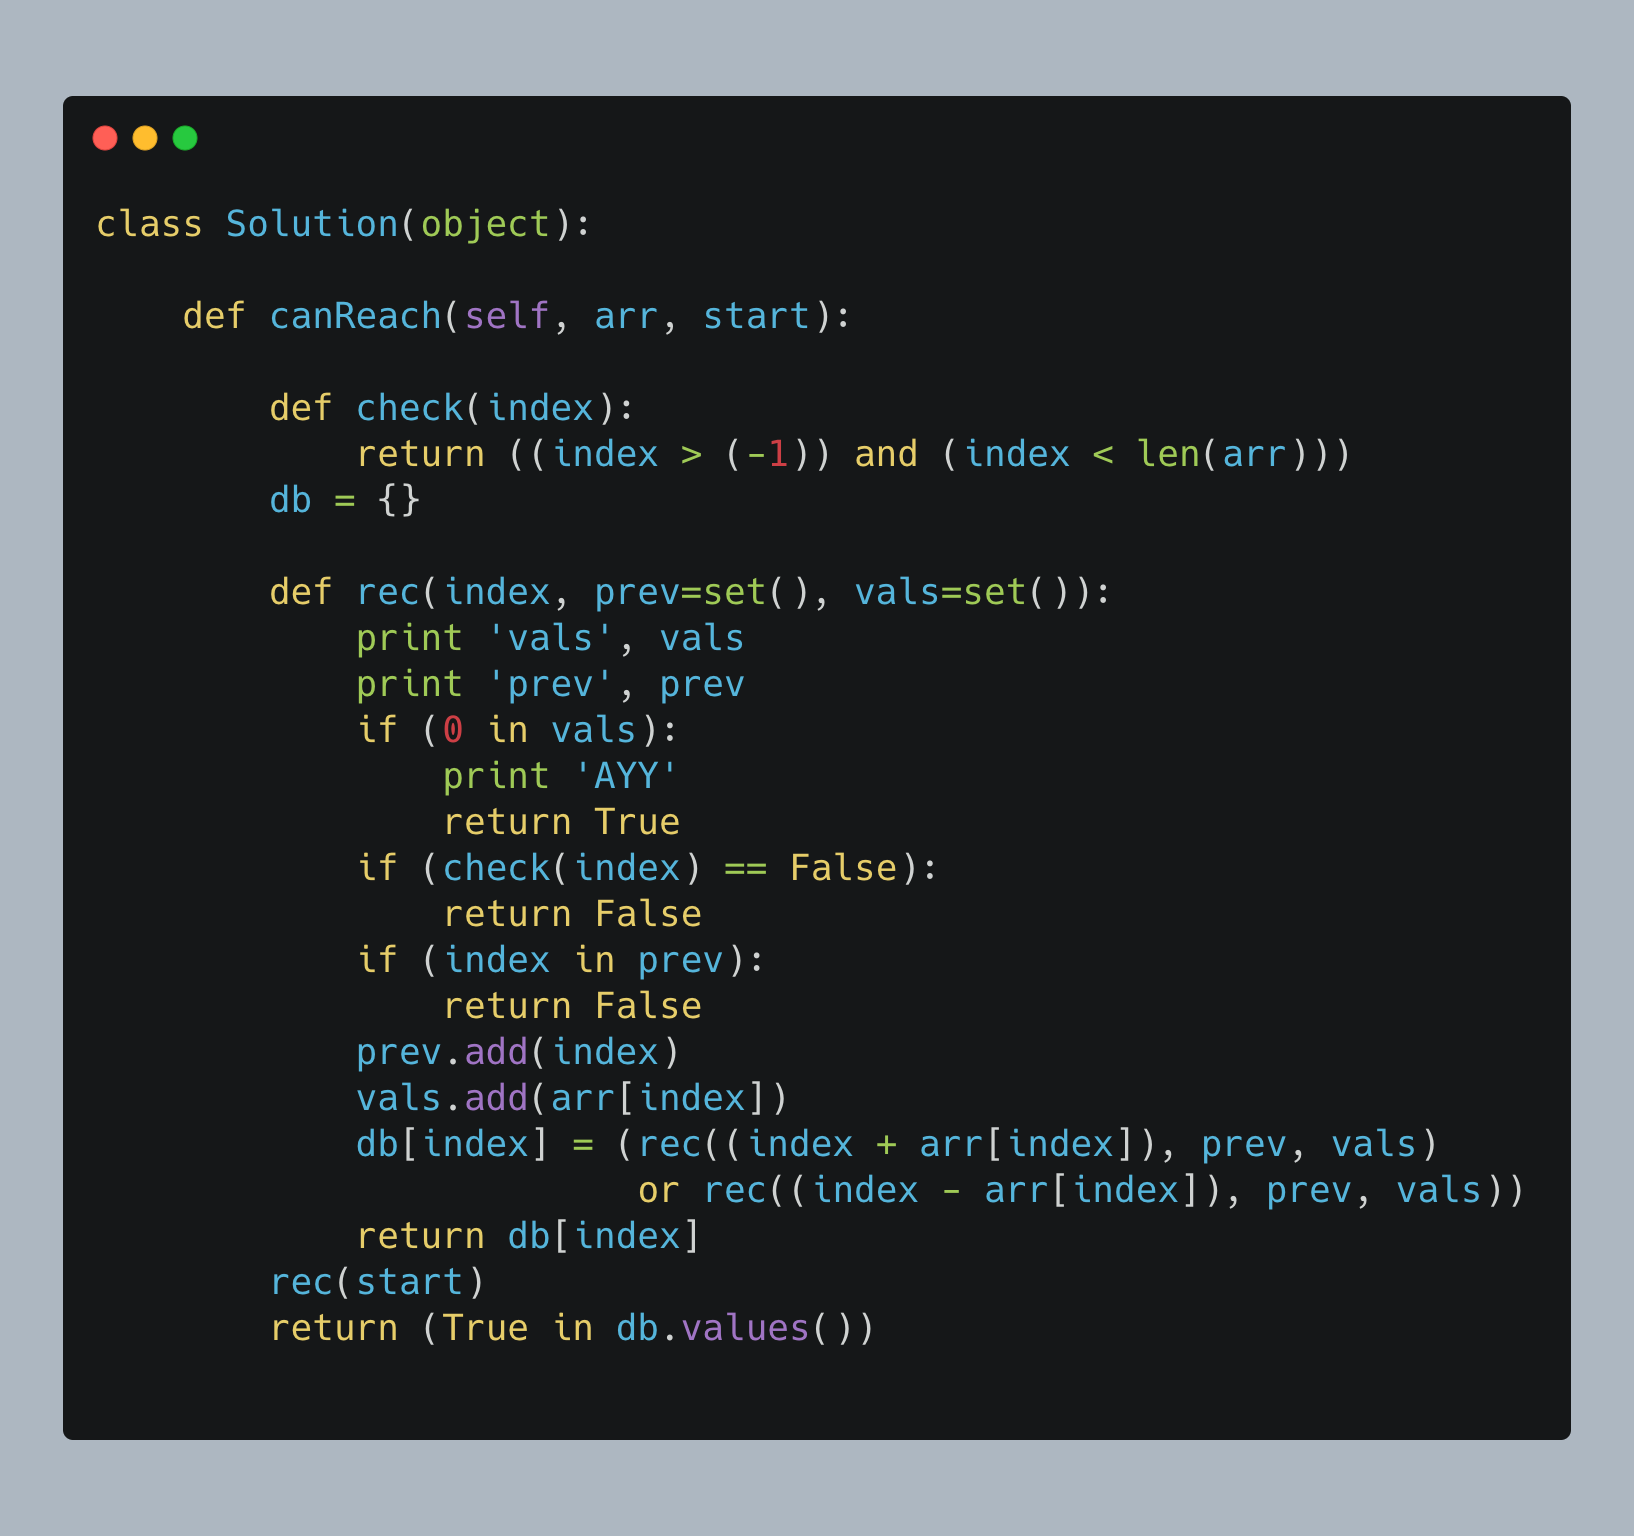 class Solution(object):

    def canReach(self, arr, start):

        def check(index):
            return ((index > (-1)) and (index < len(arr)))
        db = {}

        def rec(index, prev=set(), vals=set()):
            print 'vals', vals
            print 'prev', prev
            if (0 in vals):
                print 'AYY'
                return True
            if (check(index) == False):
                return False
            if (index in prev):
                return False
            prev.add(index)
            vals.add(arr[index])
            db[index] = (rec((index + arr[index]), prev, vals)
                         or rec((index - arr[index]), prev, vals))
            return db[index]
        rec(start)
        return (True in db.values())